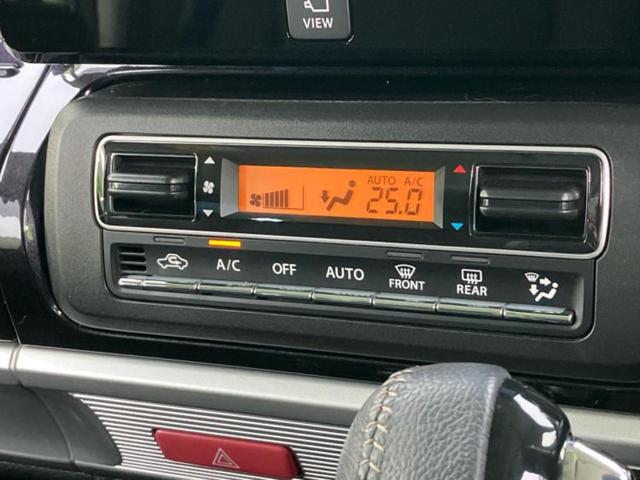 VIEW
AUTO A/C
25.0
A/C OFF AUTO FRONT REAR